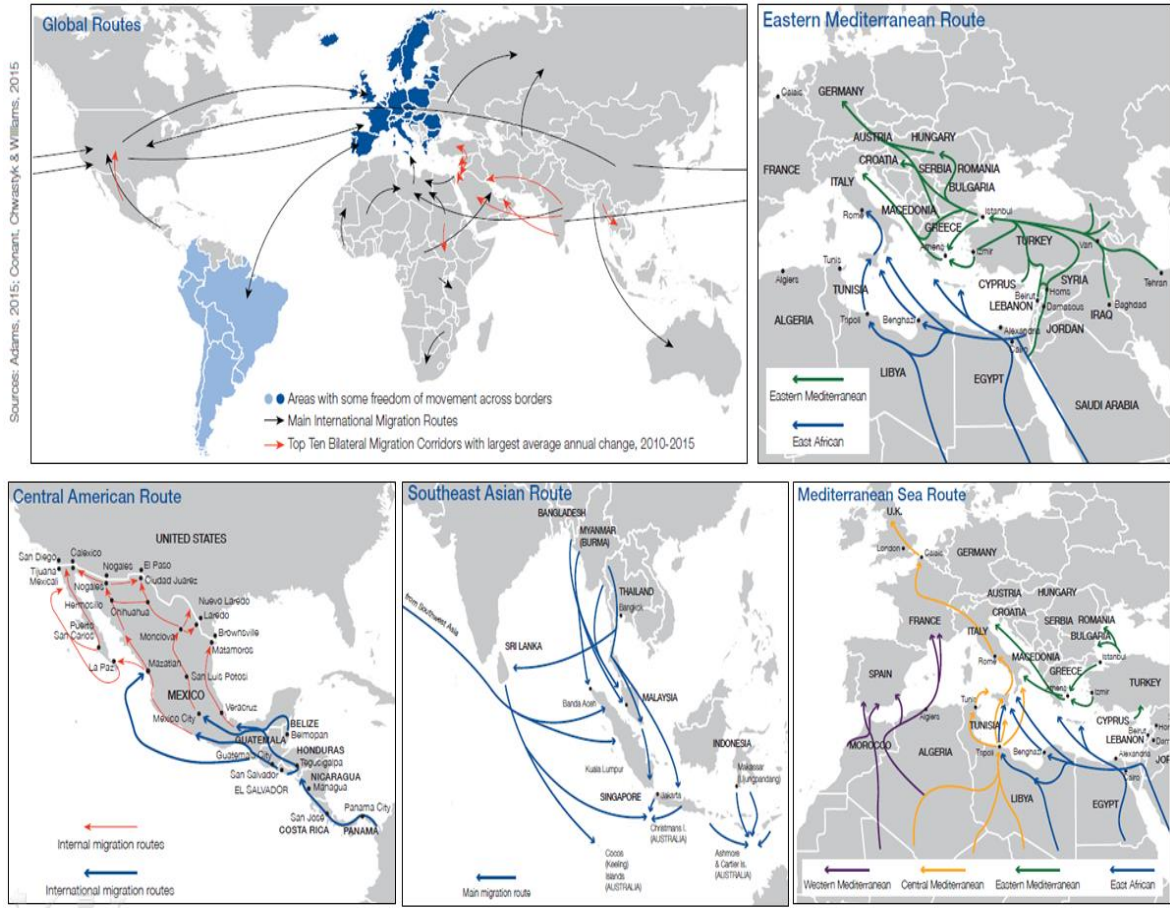 Sources: Adams, 2015; Conant, Chwastyk & Williams, 2015
Global Routes
Areas with some freedom of movement across borders
Main International Migration Routes
Top Ten Bilateral Migration Corridors with largest average annual change, 2010-2015
Eastern Mediterranean Route
Calaic
GERMANY
AUSTRIA
HUNGARY
FRANCE
CROATIA
SERBIA
ROMANIA
ITALY
BULGARIA
Rome
MACEDONIA
Istanbul
GREECE
Athens
Izmir
TURKEY
Van
Algiers
Tunis
Tehran
TUNISIA
CYPRUS
SYRIA
Beirut
Homs
LEBANON
Damasous
Baghdad
IRAQ
ALGERIA
Tripoli
Benghazi
Alexandria
JORDAN
Cairo
LIBYA
EGYPT
SAUDI ARABIA
Eastern Mediterranean
East African
Central American Route
UNITED STATES
San Diego
Calexico
Tijuana
Mexicali
Nogales
El Paso
Nogales
Ciudad Juarez
Hermosillo
Chihuahua
Nuevo Laredo
Laredo
Puerto
San Carlos
Monclova
Brownsville
Matamoros
La Paz
Mazatlan
San Luis Potosi
MEXICO
Mexico City
Veracruz
BELIZE
Belmopan
GUATEMALA
HONDURAS
Guatemala City
Tegucigalpa
San Salvador
NICARAGUA
EL SALVADOR
Managua
Panama City
San José
COSTA RICA
PANAMA
Internal migration routes
International migration routes
Southeast Asian Route
BANGLADESH
MYANMAR
(BURMA)
THAILAND
Bangkok
from Southwest Asia
SRI LANKA
Banda Aceh
MALAYSIA
INDONESIA
Kuala Lumpur
Makassar
(Ujungpandang)
SINGAPORE
Jakarta
Christmans I.
(AUSTRALIA)
Cocos
(Keeling)
Islands
(AUSTRALIA)
Ashmore
& Cartier Is.
(AUSTRALIA)
Main migration route
Mediterranean Sea Route
U.K.
London
Calaic
GERMANY
AUSTRIA
HUNGARY
CROATIA
FRANCE
SERBIA
ROMANIA
ITALY
BULGARIA
SPAIN
Rome
MACEDONIA
Istanbul
GREECE
Athens
Izmir
TURKEY
Tunis
Algiers
TUNISIA
CYPRUS
LEBANON
Beirut
MOROCCO
ALGERIA
Tripoli
Benghazi
Alexandria
Cairo
LIBYA
EGYPT
Western Mediterranean
Central Mediterranean
Eastern Mediterranean
East African